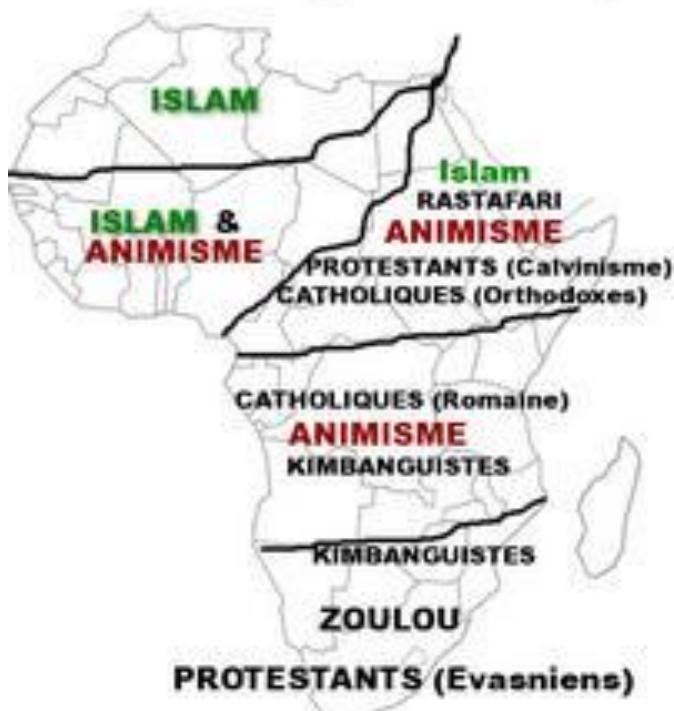 ISLAM
ISLAM &
ANIMISME
Islam
RASTAFARI
ANIMISME
PROTESTANTS (Calvinisme)
CATHOLIQUES (Orthodoxes)
CATHOLIQUES (Romaine)
ANIMISME
KIMBANGUISTES
KIMBANGUISTES
ZOULOU
PROTESTANTS (Evasniens)